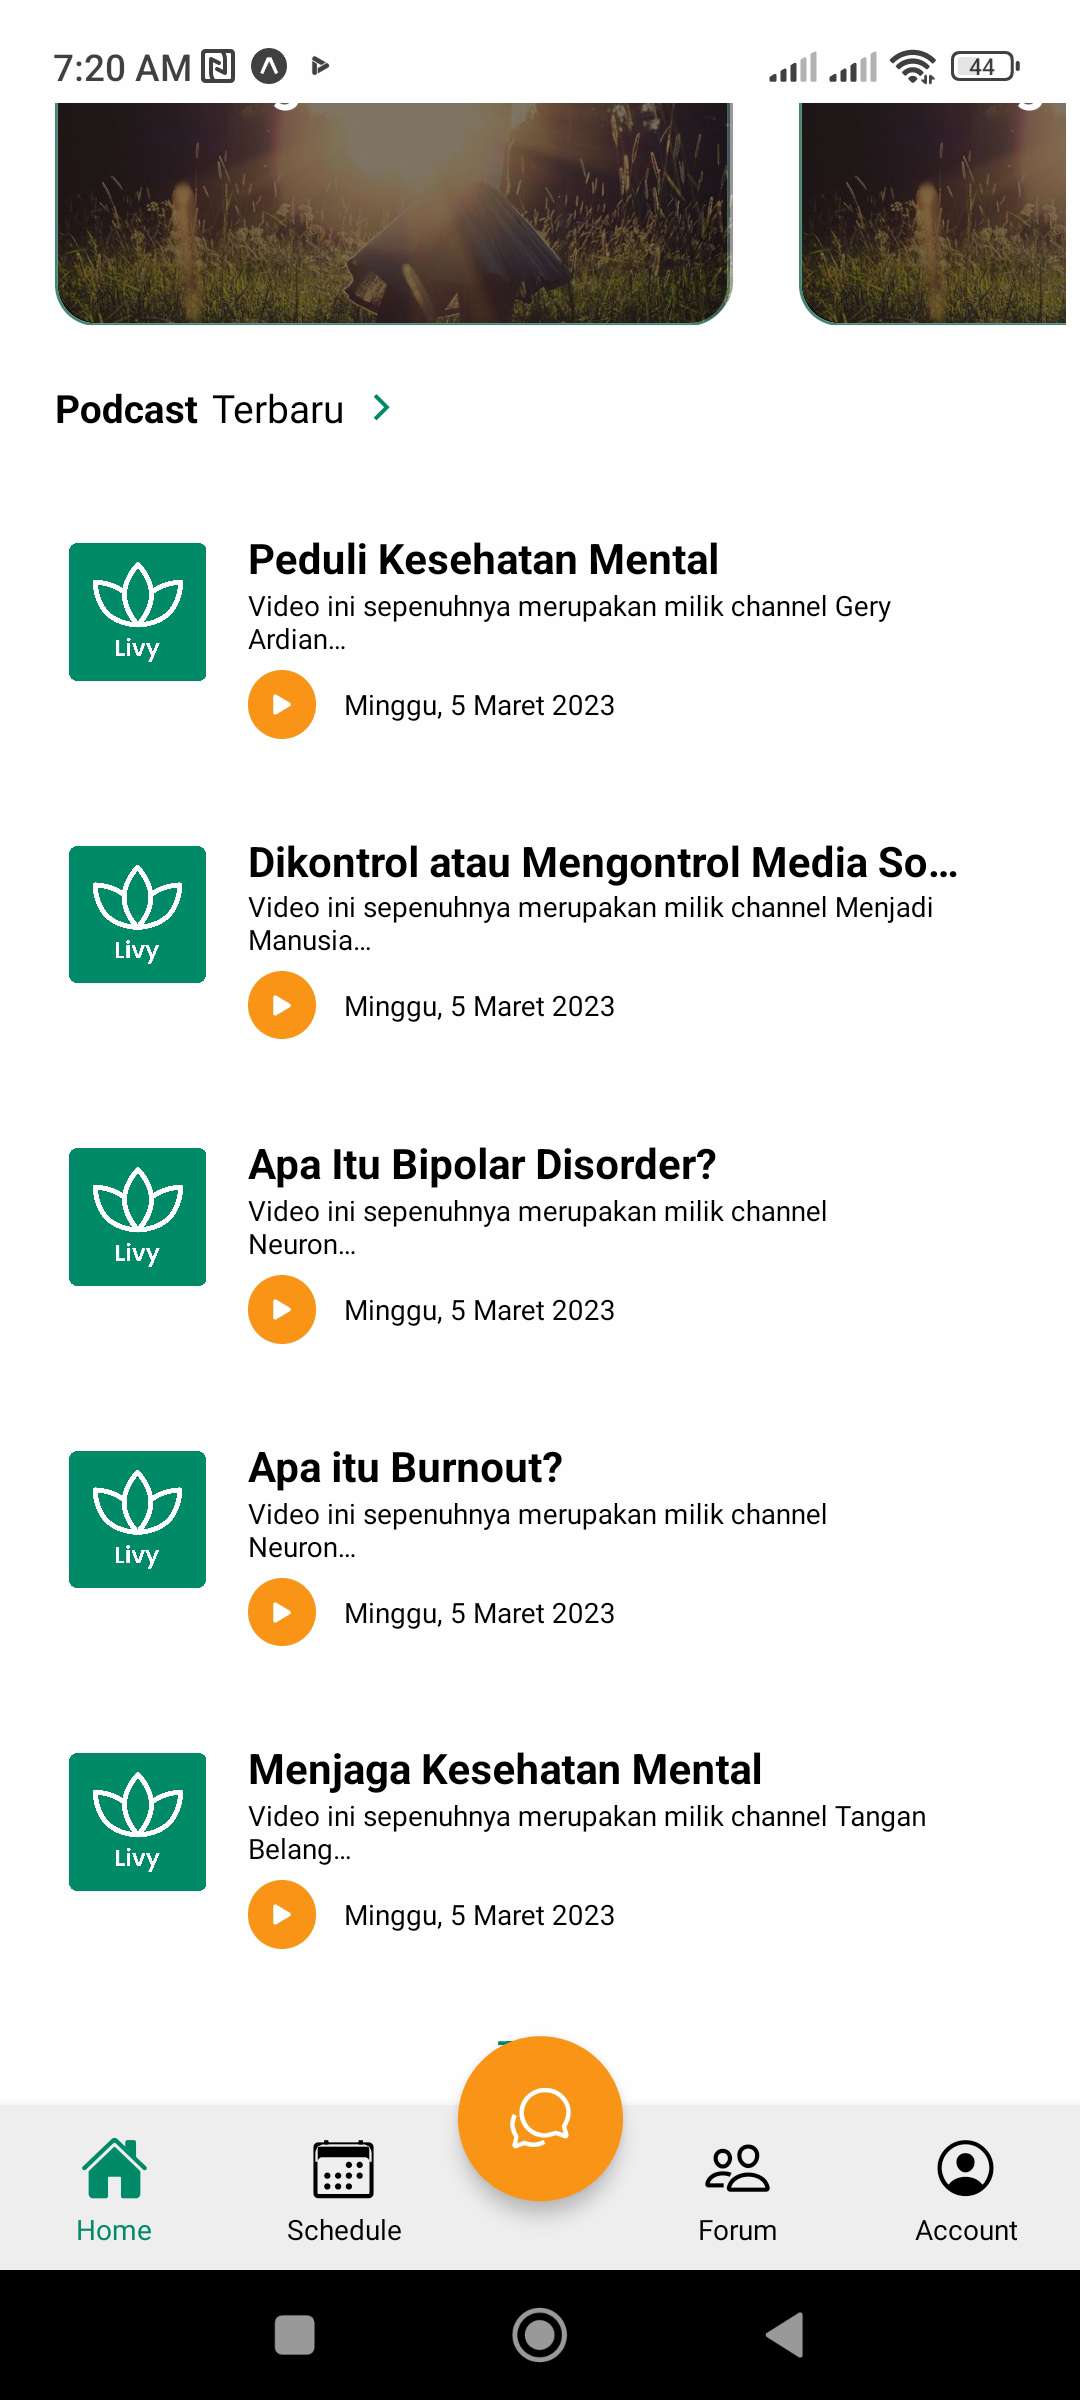 7:20 AM
44
Podcast Terbaru
Livy
Peduli Kesehatan Mental
Video ini sepenuhnya merupakan milik channel Gery
Ardian...
Minggu, 5 Maret 2023
Livy
Dikontrol atau Mengontrol Media So...
Video ini sepenuhnya merupakan milik channel Menjadi
Manusia...
Minggu, 5 Maret 2023
Livy
Apa Itu Bipolar Disorder?
Video ini sepenuhnya merupakan milik channel
Neuron...
Minggu, 5 Maret 2023
Livy
Apa itu Burnout?
Video ini sepenuhnya merupakan milik channel
Neuron...
Minggu, 5 Maret 2023
Livy
Menjaga Kesehatan Mental
Video ini sepenuhnya merupakan milik channel Tangan
Belang...
Minggu, 5 Maret 2023
Home
Schedule
Forum
Account